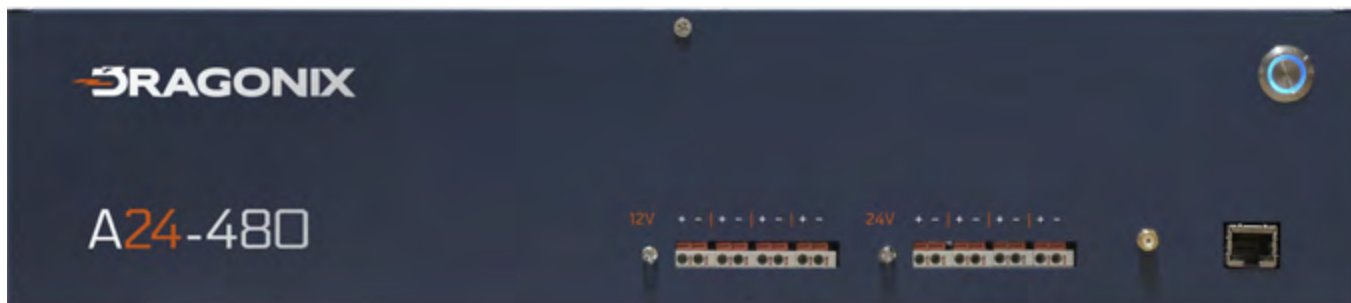 DRAGONIX
A24-480
12V + - | + - | + - | + -
24V + - | + - | + - | + -